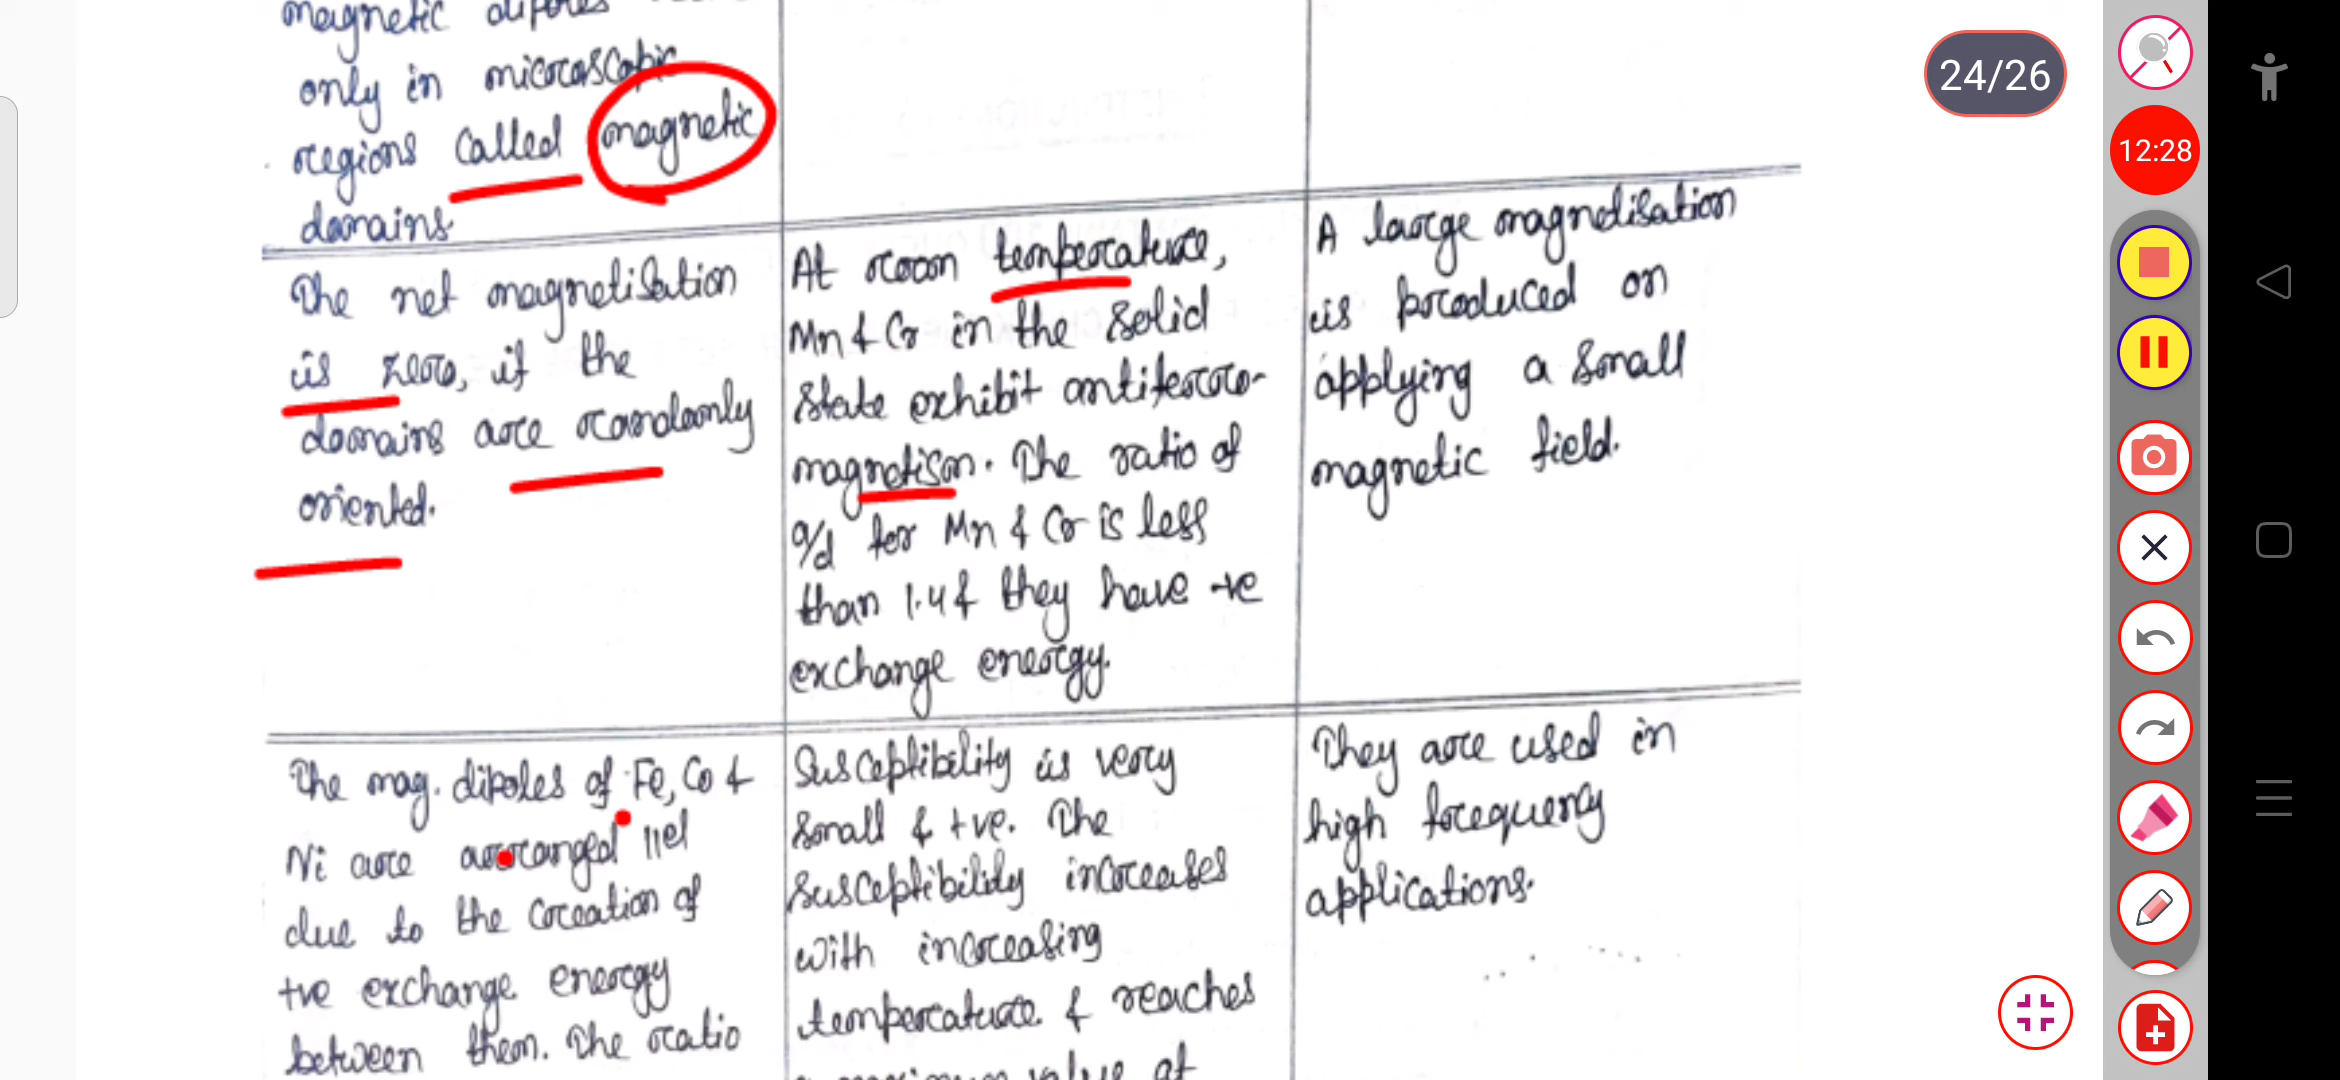 magnetic dipoles
only in microscopic
regions called magnetic
domains.
The net magnetisation
is zero, if the
domains are randomly
oriented.
At room temperature,
Mn & Cr in the solid
state exhibit antiferro-
magnetism. The ratio of
a/d for Mn & Cr is less
than 1.4 & they have -ve
exchange energy.
A large magnetisation
is produced on
applying a small
magnetic field.
The mag. dipoles of Fe, Co &
Ni are arranged llel
due to the creation of
+ve exchange energy
between them. The ratio
Susceptibility is very
small & +ve. The
susceptibility increases
with increasing
temperature & reaches
a maximum value at
They are used in
high frequency
applications.
24/26
12:28